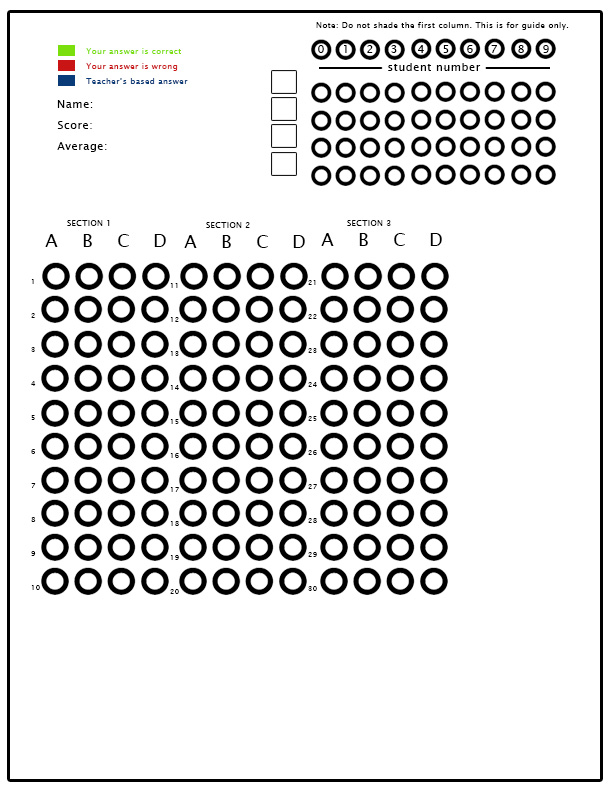 Note: Do not shade the first column. This is for guide only.
0 1 2 3 4 5 6 7 8 9
student number
Your answer is correct
Your answer is wrong
Teacher's based answer
Name:
Score:
Average:
SECTION 1 SECTION 2 SECTION 3
A B C D A B C D A B C D
1 11 21
2 12 22
3 13 23
4 14 24
5 15 25
6 16 26
7 17 27
8 18 28
9 19 29
10 20 30